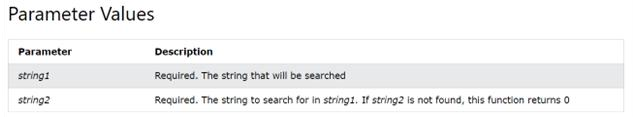 Parameter Values
Parameter Description
string1 Required. The string that will be searched
string2 Required. The string to search for in string1. If string2 is not found, this function returns 0